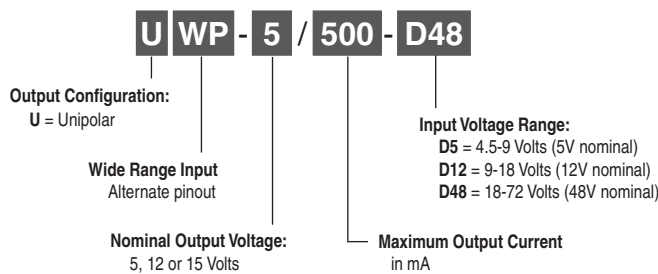 U WP - 5 / 500 - D48
Output Configuration:
U = Unipolar
Wide Range Input
Alternate pinout
Nominal Output Voltage:
5, 12 or 15 Volts
Input Voltage Range:
D5 = 4.5-9 Volts (5V nominal)
D12 = 9-18 Volts (12V nominal)
D48 = 18-72 Volts (48V nominal)
Maximum Output Current
in mA